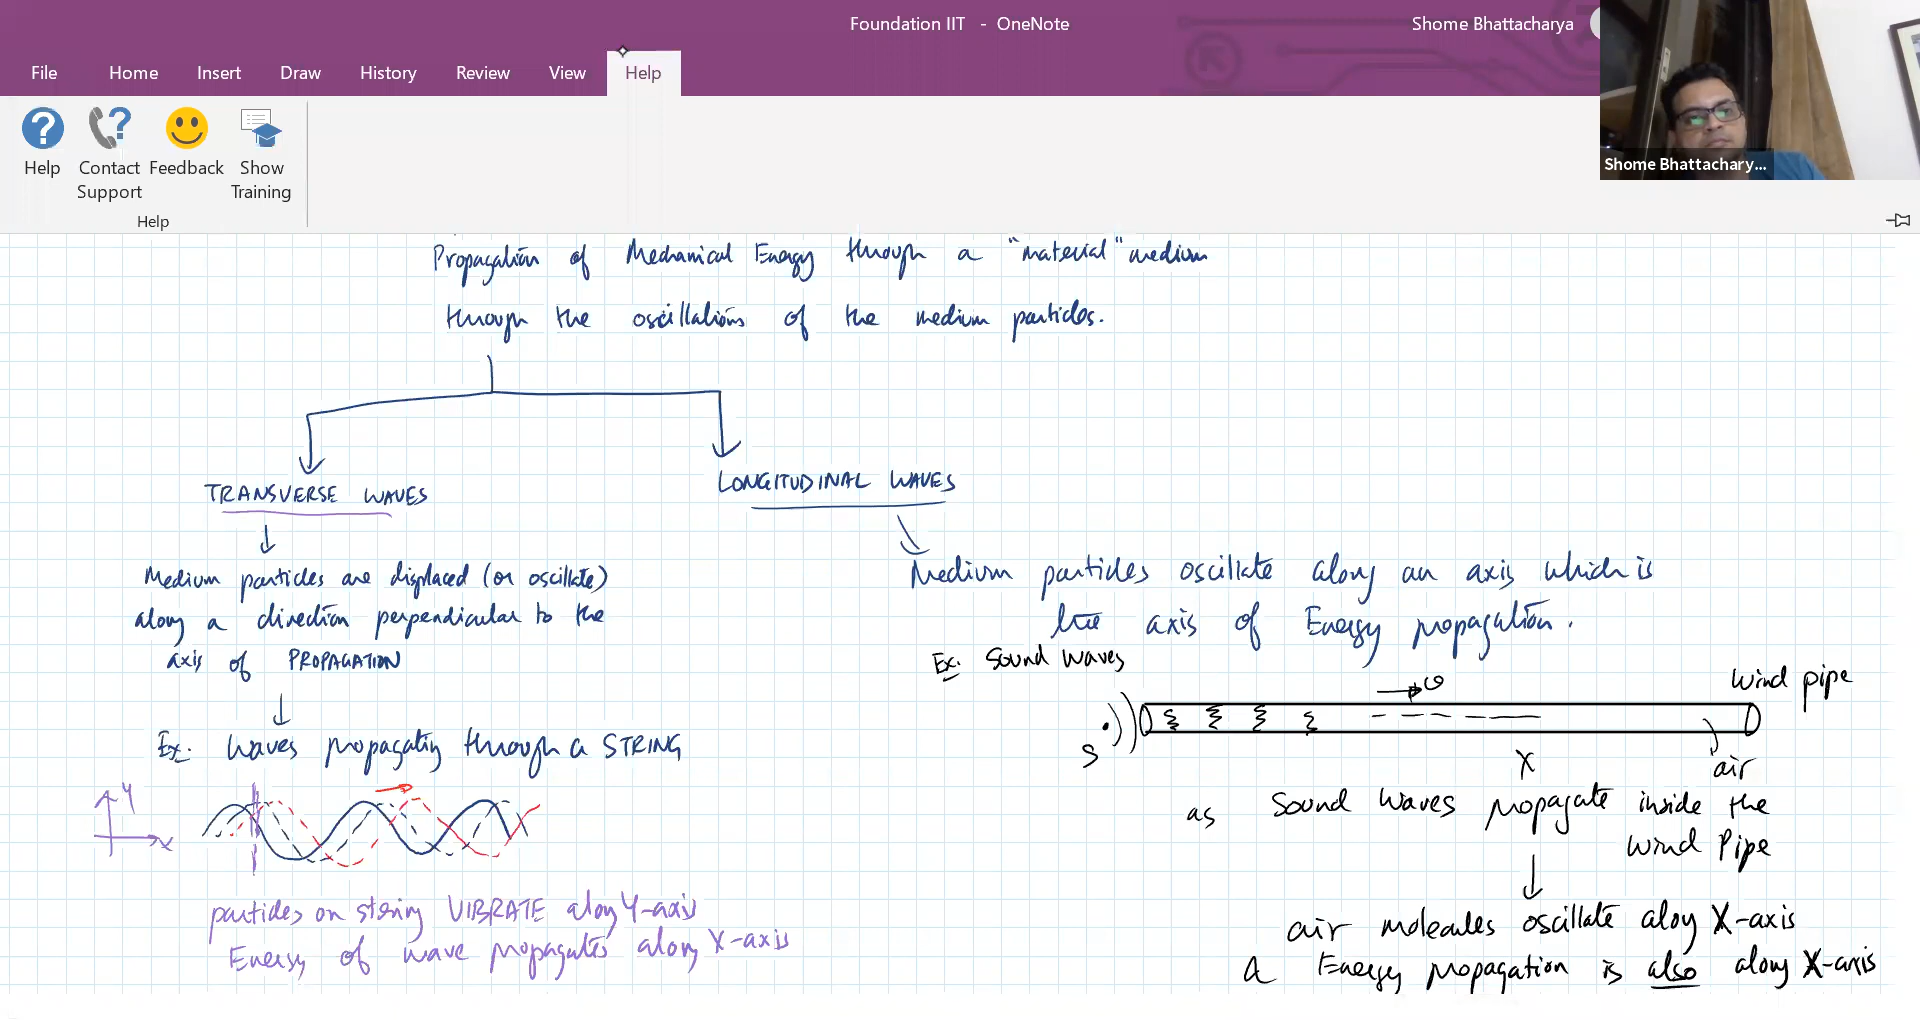 Foundation IIT - OneNote
Shome Bhattacharya
File Home Insert Draw History Review View Help
Help
Contact Support
Feedback
Show Training
Help
Shome Bhattachary...
Propagation of Mechanical Energy through a "material" medium
through the oscillations of the medium particles.
TRANSVERSE WAVES
LONGITUDINAL WAVES
Medium particles are displaced (or oscillate)
along a direction perpendicular to the
axis of PROPAGATION
Ex: Waves propagating through a STRING
Y
X
particles on string VIBRATE along Y-axis
Energy of wave propagates along X-axis
Medium particles oscillate along an axis which is
axis of Energy propagation.
Ex: Sound Waves
Wind pipe
S
X
air
as Sound Waves propagate inside the
Wind Pipe
air molecules oscillate along X-axis
Energy propagation is also along X-axis